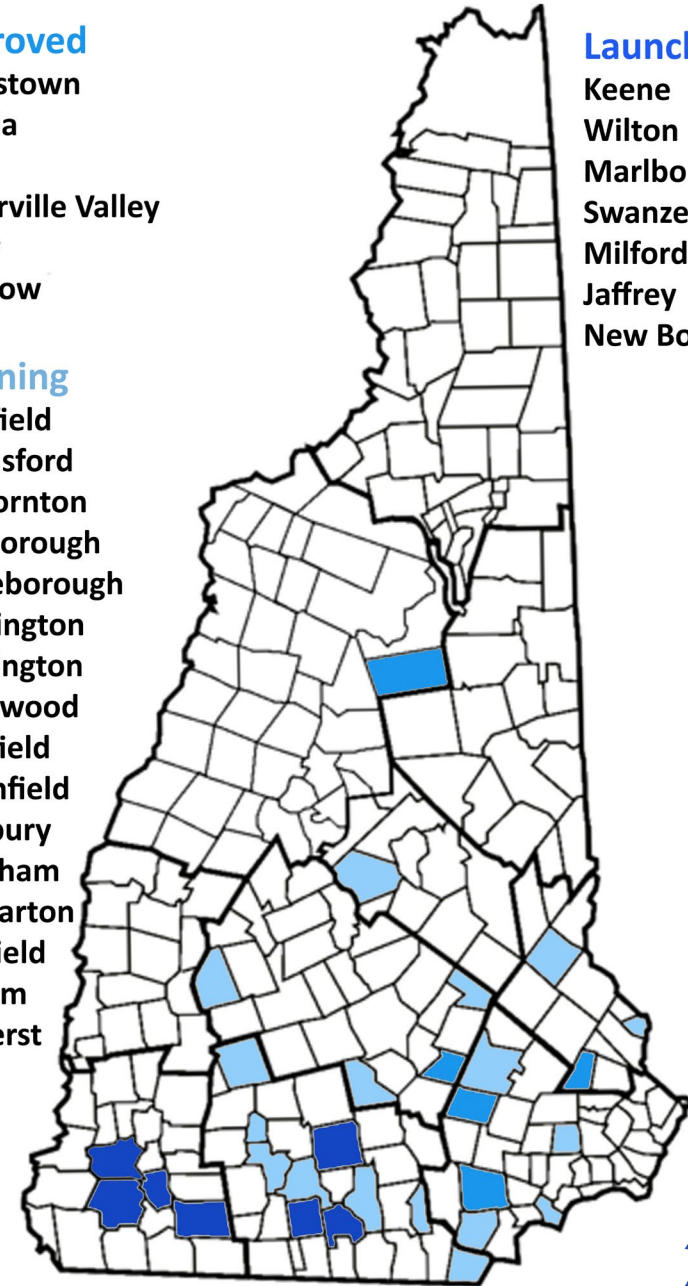 roved
stown
a
rville Valley
ow
ning
ield
sford
ornton
orough
eborough
ington
ington
wood
ield
nfield
bury
ham
arton
ield
m
erst
Launch
Keene
Wilton
Marlbo
Swanze
Milford
Jaffrey
New Bo